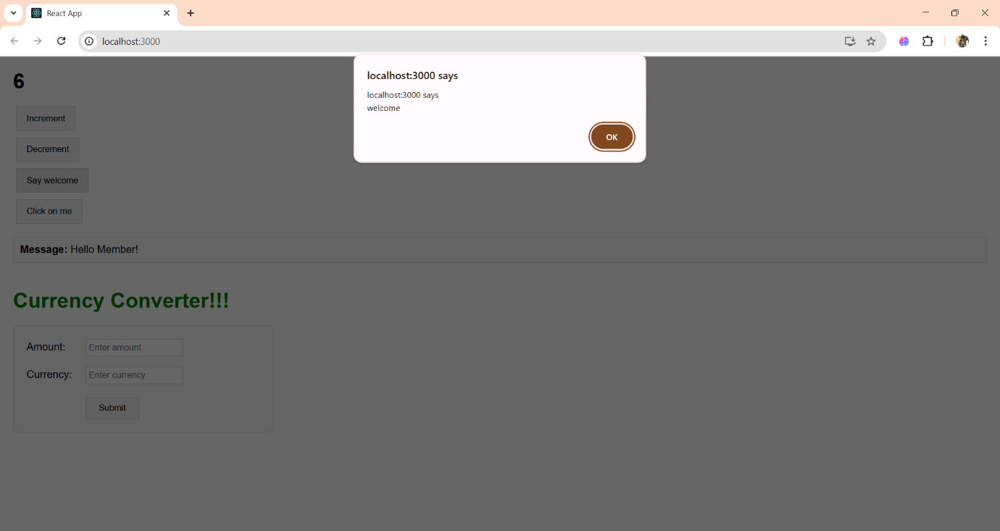 React App
localhost:3000
localhost:3000 says
localhost:3000 says
welcome
OK
6
Increment
Decrement
Say welcome
Click on me
Message: Hello Member!
Currency Converter!!!
Amount: Enter amount
Currency: Enter currency
Submit